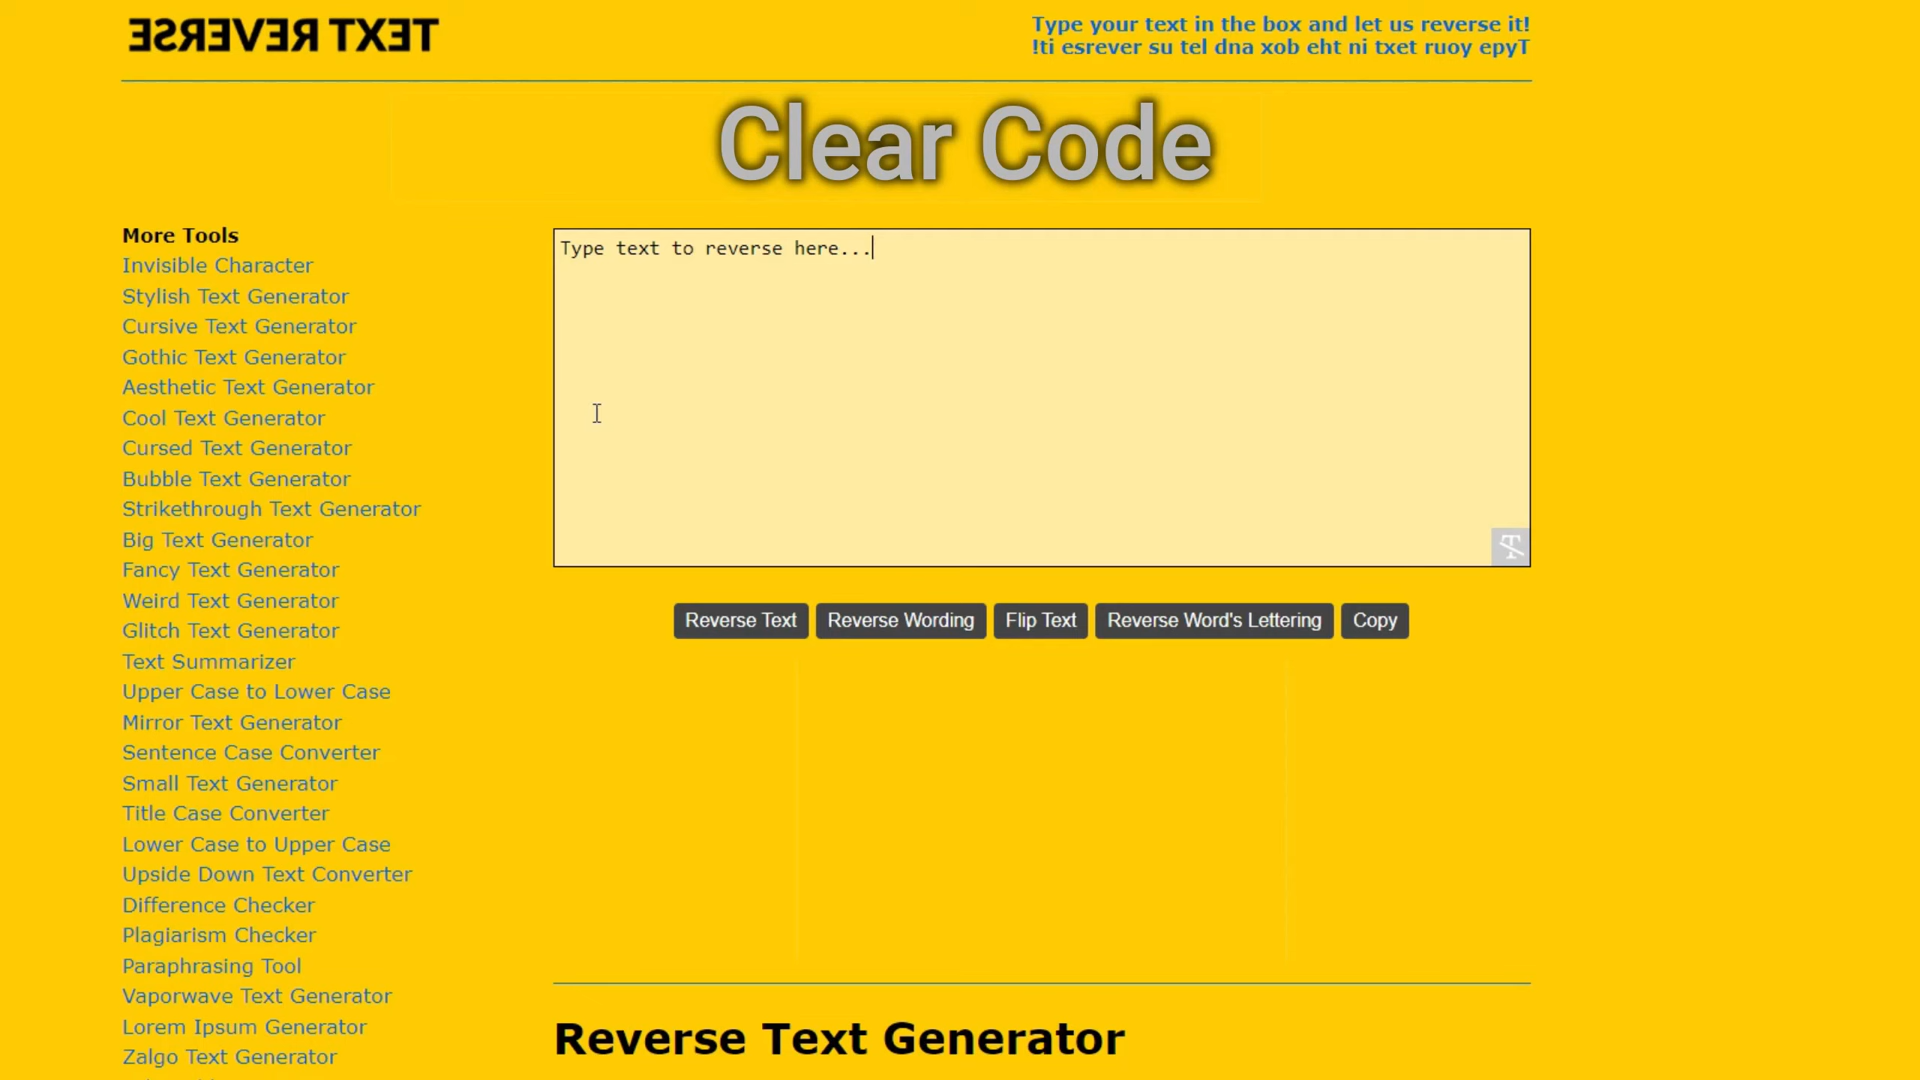 TEXT REVERSE
Type your text in the box and let us reverse it!
!ti esrever su tel dna xob eht ni txet ruoy epyT
Clear Code
More Tools
Invisible Character
Stylish Text Generator
Cursive Text Generator
Gothic Text Generator
Aesthetic Text Generator
Cool Text Generator
Cursed Text Generator
Bubble Text Generator
Strikethrough Text Generator
Big Text Generator
Fancy Text Generator
Weird Text Generator
Glitch Text Generator
Text Summarizer
Upper Case to Lower Case
Mirror Text Generator
Sentence Case Converter
Small Text Generator
Title Case Converter
Lower Case to Upper Case
Upside Down Text Converter
Difference Checker
Plagiarism Checker
Paraphrasing Tool
Vaporwave Text Generator
Lorem Ipsum Generator
Zalgo Text Generator
Type text to reverse here...
Reverse Text
Reverse Wording
Flip Text
Reverse Word's Lettering
Copy
Reverse Text Generator